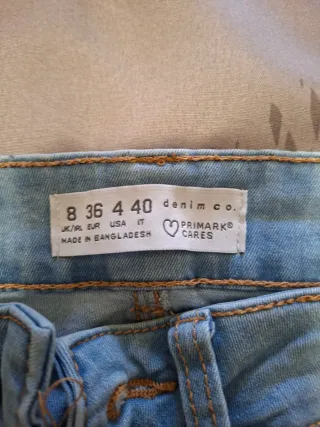 8 36 4 40 denim co.
UK/IRL EUR USA IT
MADE IN BANGLADESH
PRIMARK®
CARES